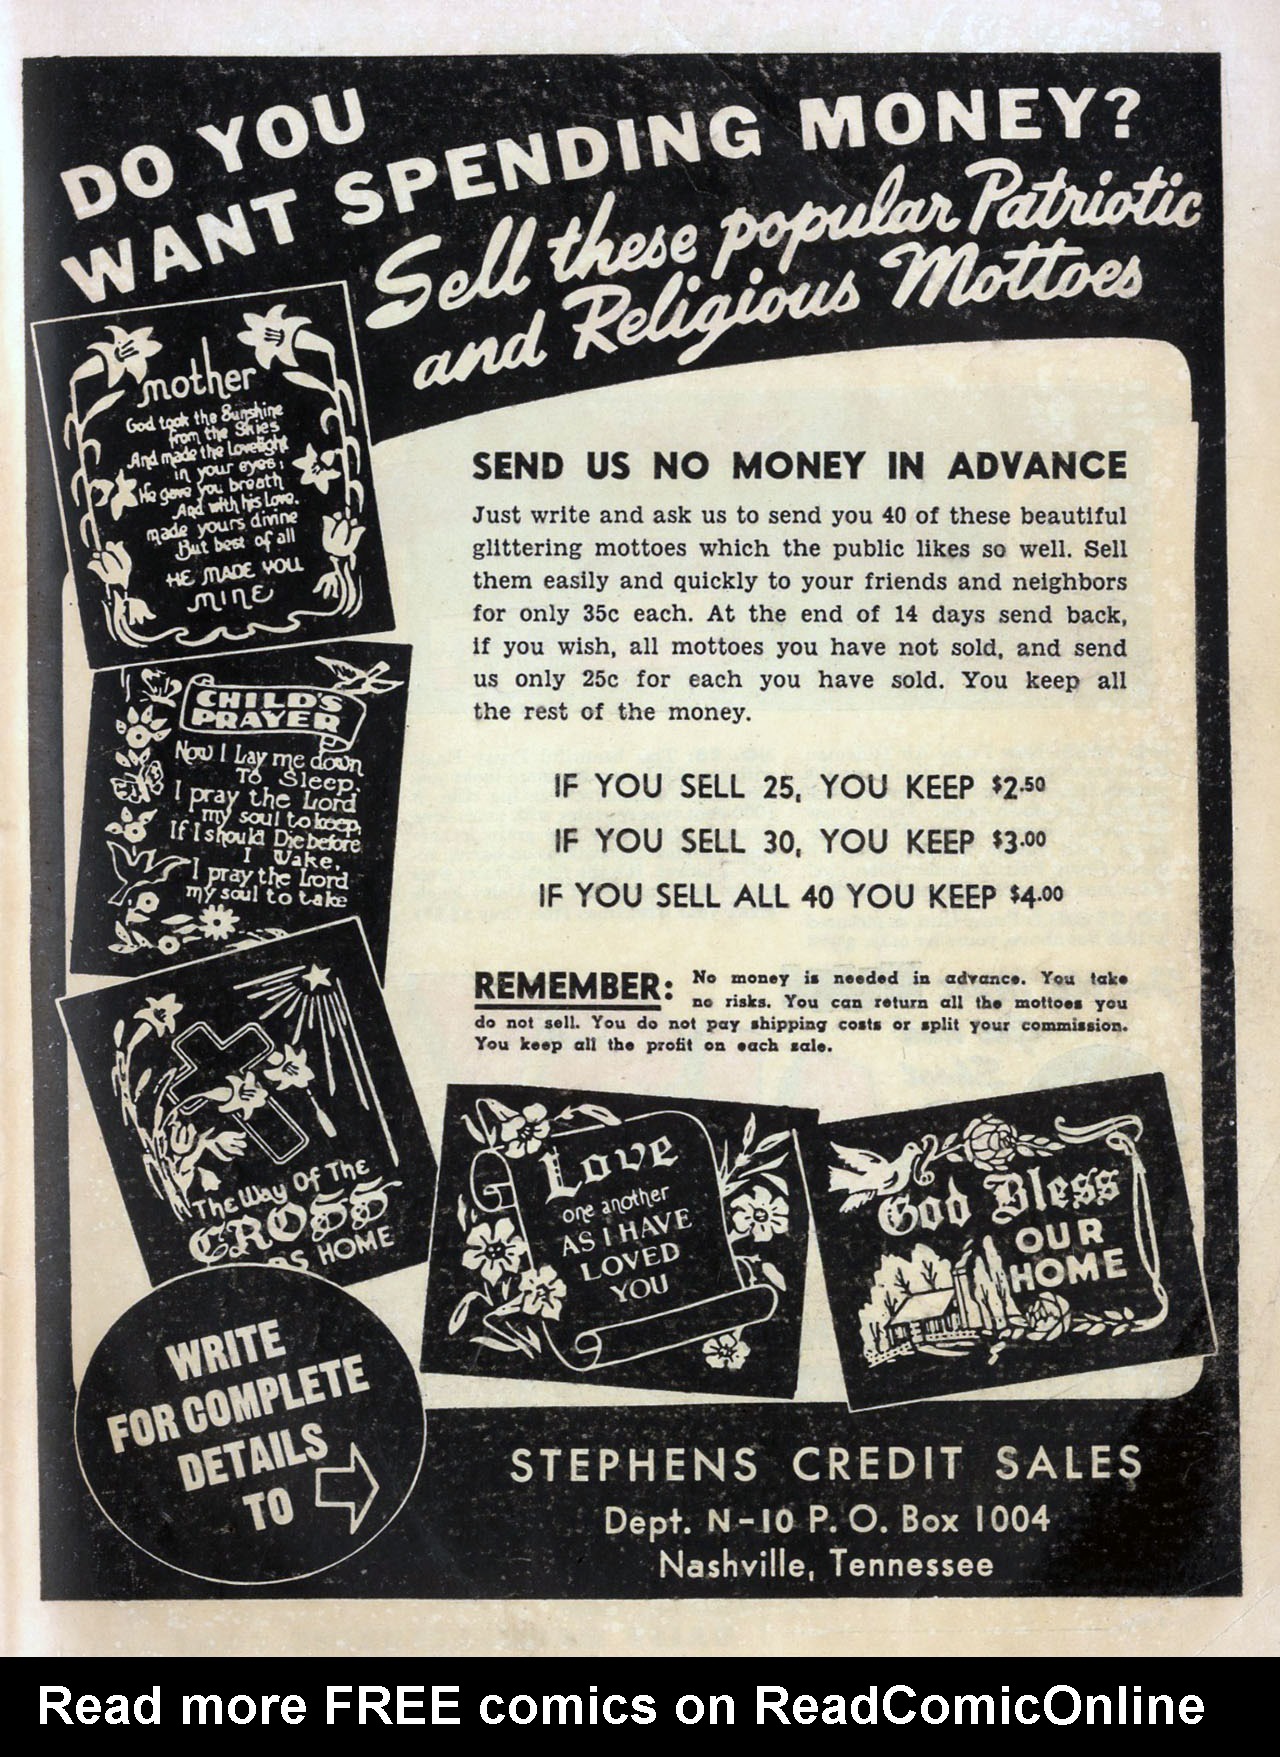 DO YOU
WANT SPENDING MONEY?
Sell these popular Patriotic
and Religious Mottoes
mother
God took the Sunshine
from the Skies
And made the Lovelight
in your eyes;
He gave you breath
And with his Love,
made yours divine
But best of all
HE MADE YOU
MINE
CHILD'S
PRAYER
Now I Lay me down
To Sleep,
I pray the Lord
my soul to keep,
If I should Die before
I Wake,
I pray the Lord
my soul to take
The Way Of The
CROSS
HOME
SEND US NO MONEY IN ADVANCE
Just write and ask us to send you 40 of these beautiful
glittering mottoes which the public likes so well. Sell
them easily and quickly to your friends and neighbors
for only 35c each. At the end of 14 days send back,
if you wish, all mottoes you have not sold, and send
us only 25c for each you have sold. You keep all
the rest of the money.
IF YOU SELL 25, YOU KEEP $2.50
IF YOU SELL 30, YOU KEEP $3.00
IF YOU SELL ALL 40 YOU KEEP $4.00
REMEMBER: No money is needed in advance. You take
no risks. You can return all the mottoes you
do not sell. You do not pay shipping costs or split your commission.
You keep all the profit on each sale.
Love
one another
AS I HAVE
LOVED
YOU
God Bless
OUR
HOME
WRITE
FOR COMPLETE
DETAILS
TO
STEPHENS CREDIT SALES
Dept. N-10 P. O. Box 1004
Nashville, Tennessee
Read more FREE comics on ReadComicOnline